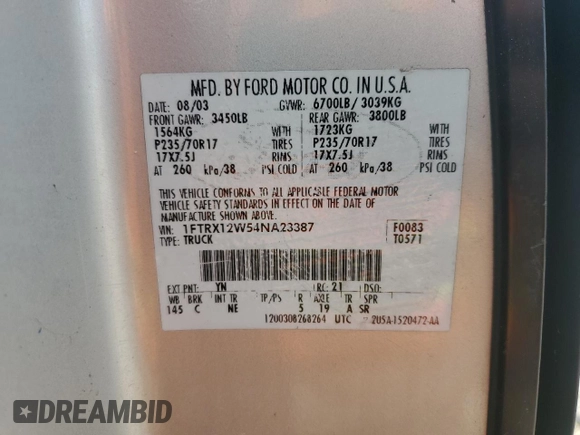 MFD. BY FORD MOTOR CO. IN U.S.A.
DATE: 08/03 GVWR: 6700LB/ 3039KG
FRONT GAWR: 3450LB REAR GAWR: 3800LB
1564KG WITH 1723KG WITH
P235/70R17 TIRES P235/70R17 TIRES
17X7.5J RIMS 17X7.5J RIMS
AT 260 kPa/38 PSI COLD AT 260 kPa/38 PSI COLD
THIS VEHICLE CONFORMS TO ALL APPLICABLE FEDERAL MOTOR
VEHICLE SAFETY STANDARDS IN EFFECT ON THE DATE OF
MANUFACTURE SHOWN ABOVE.
VIN: 1FTRX12W54NA23387 F0083
TYPE: TRUCK T0571
EXT PNT: YN RC: 21 DSO:
WB BRK INT TR TP/PS R AXLE TR SPR
145 C NE 5 19 A SR
1200308268264 UTC 2U5A-1520472-AA
DREAMBID